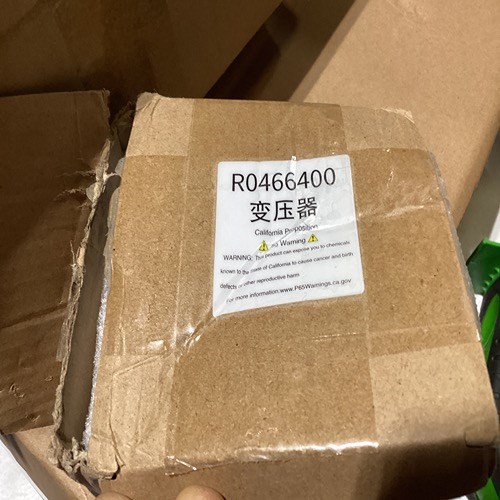 R0466400
变压器
California Proposition
65 Warning
WARNING: This product can expose you to chemicals
known to the state of California to cause cancer and birth
defects or other reproductive harm
For more information:www.P65Warnings.ca.gov